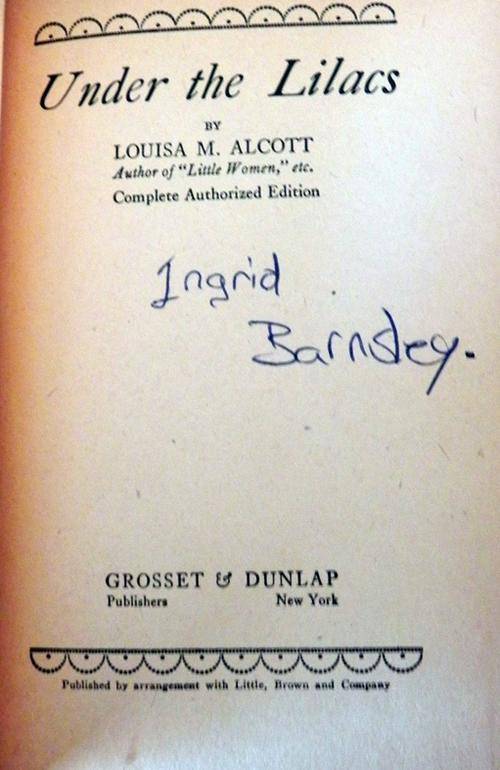 Under the Lilacs
BY
LOUISA M. ALCOTT
Author of "Little Women," etc.
Complete Authorized Edition
Ingrid
Barnsley.
GROSSET & DUNLAP
Publishers New York
Published by arrangement with Little, Brown and Company